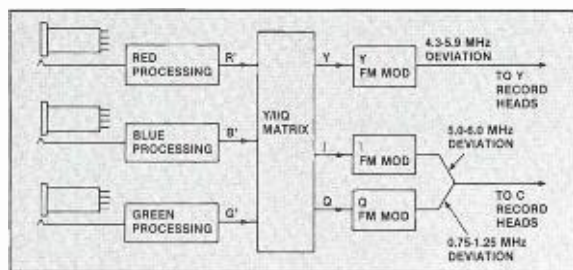 RED
PROCESSING
R'
BLUE
PROCESSING
B'
GREEN
PROCESSING
G'
Y/I/Q
MATRIX
Y
Y
FM MOD
4.3-5.9 MHz
DEVIATION
TO Y
RECORD
HEADS
I
I
FM MOD
5.0-6.0 MHz
DEVIATION
Q
Q
FM MOD
TO C
RECORD
HEADS
0.75-1.25 MHz
DEVIATION